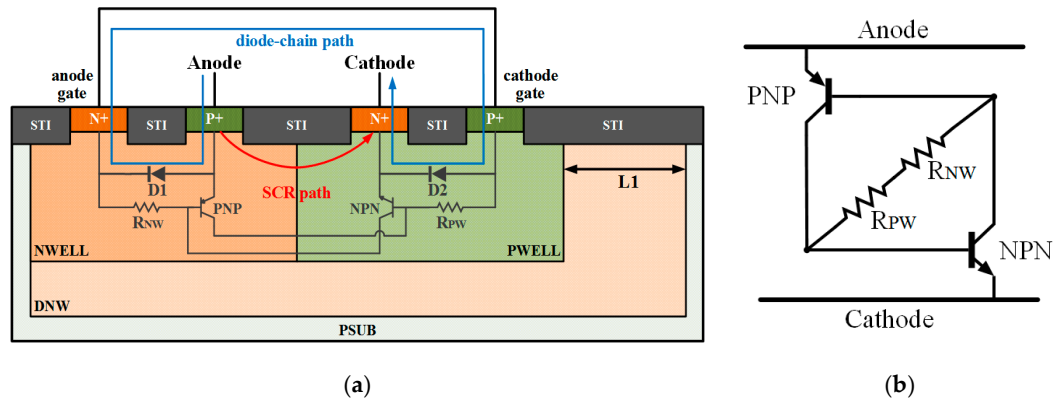 diode-chain path
Anode
Cathode
anode
gate
cathode
gate
STI
N+
STI
P+
STI
N+
STI
P+
STI
D1
SCR path
D2
L1
RNW
PNP
NPN
RPW
NWELL
PWELL
DNW
PSUB
(a)
Anode
PNP
RNW
RPW
NPN
Cathode
(b)